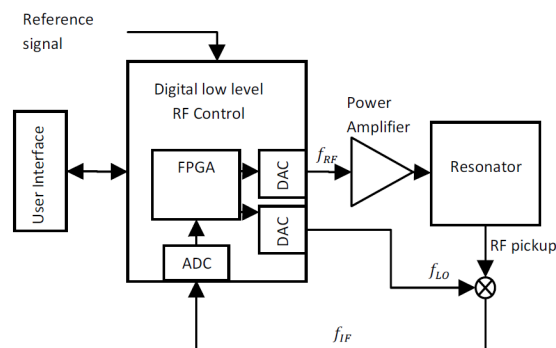 Reference
signal
Digital low level
RF Control
Power
Amplifier
User Interface
FPGA
DAC
f_RF
Resonator
DAC
RF pickup
ADC
f_LO
f_IF